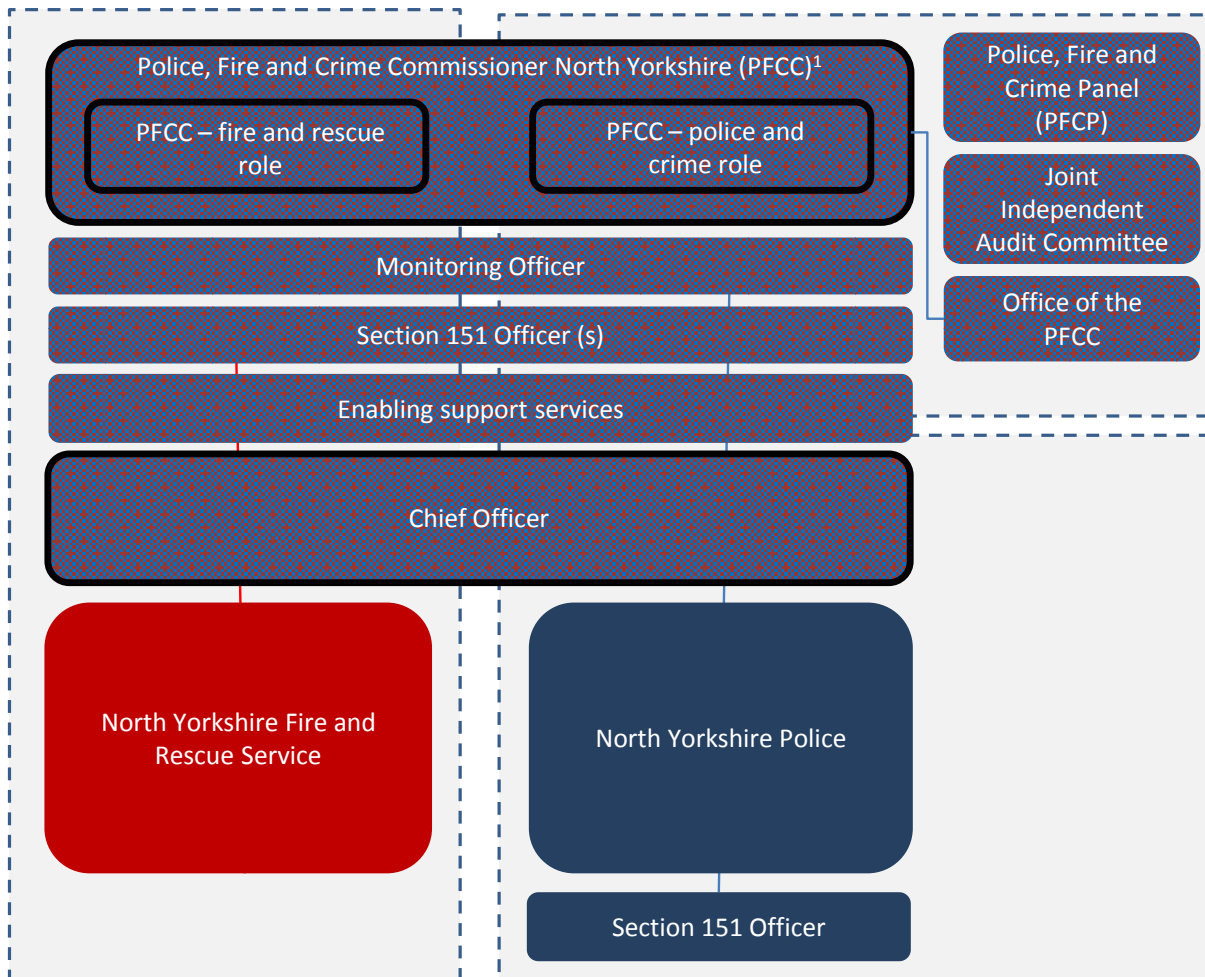 Police, Fire and Crime Commissioner North Yorkshire (PFCC)¹
PFCC – fire and rescue
role
PFCC – police and
crime role
Police, Fire and
Crime Panel
(PFCP)
Joint
Independent
Audit Committee
Office of the
PFCC
Monitoring Officer
Section 151 Officer (s)
Enabling support services
Chief Officer
North Yorkshire Fire and
Rescue Service
North Yorkshire Police
Section 151 Officer